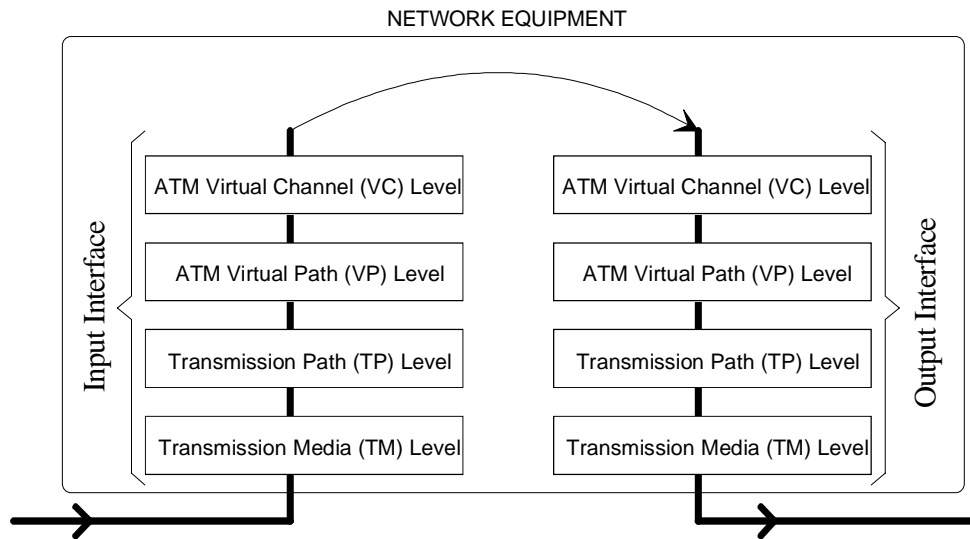 NETWORK EQUIPMENT
Input Interface
ATM Virtual Channel (VC) Level
ATM Virtual Path (VP) Level
Transmission Path (TP) Level
Transmission Media (TM) Level
ATM Virtual Channel (VC) Level
ATM Virtual Path (VP) Level
Transmission Path (TP) Level
Transmission Media (TM) Level
Output Interface